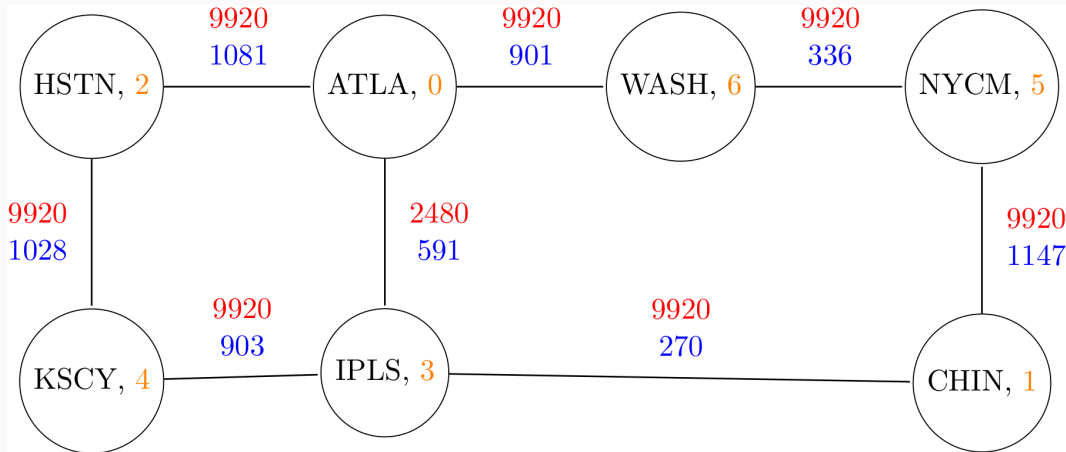 9920
1081
9920
901
9920
336
HSTN, 2
ATLA, 0
WASH, 6
NYCM, 5
9920
1028
2480
591
9920
1147
9920
903
9920
270
KSCY, 4
IPLS, 3
CHIN, 1